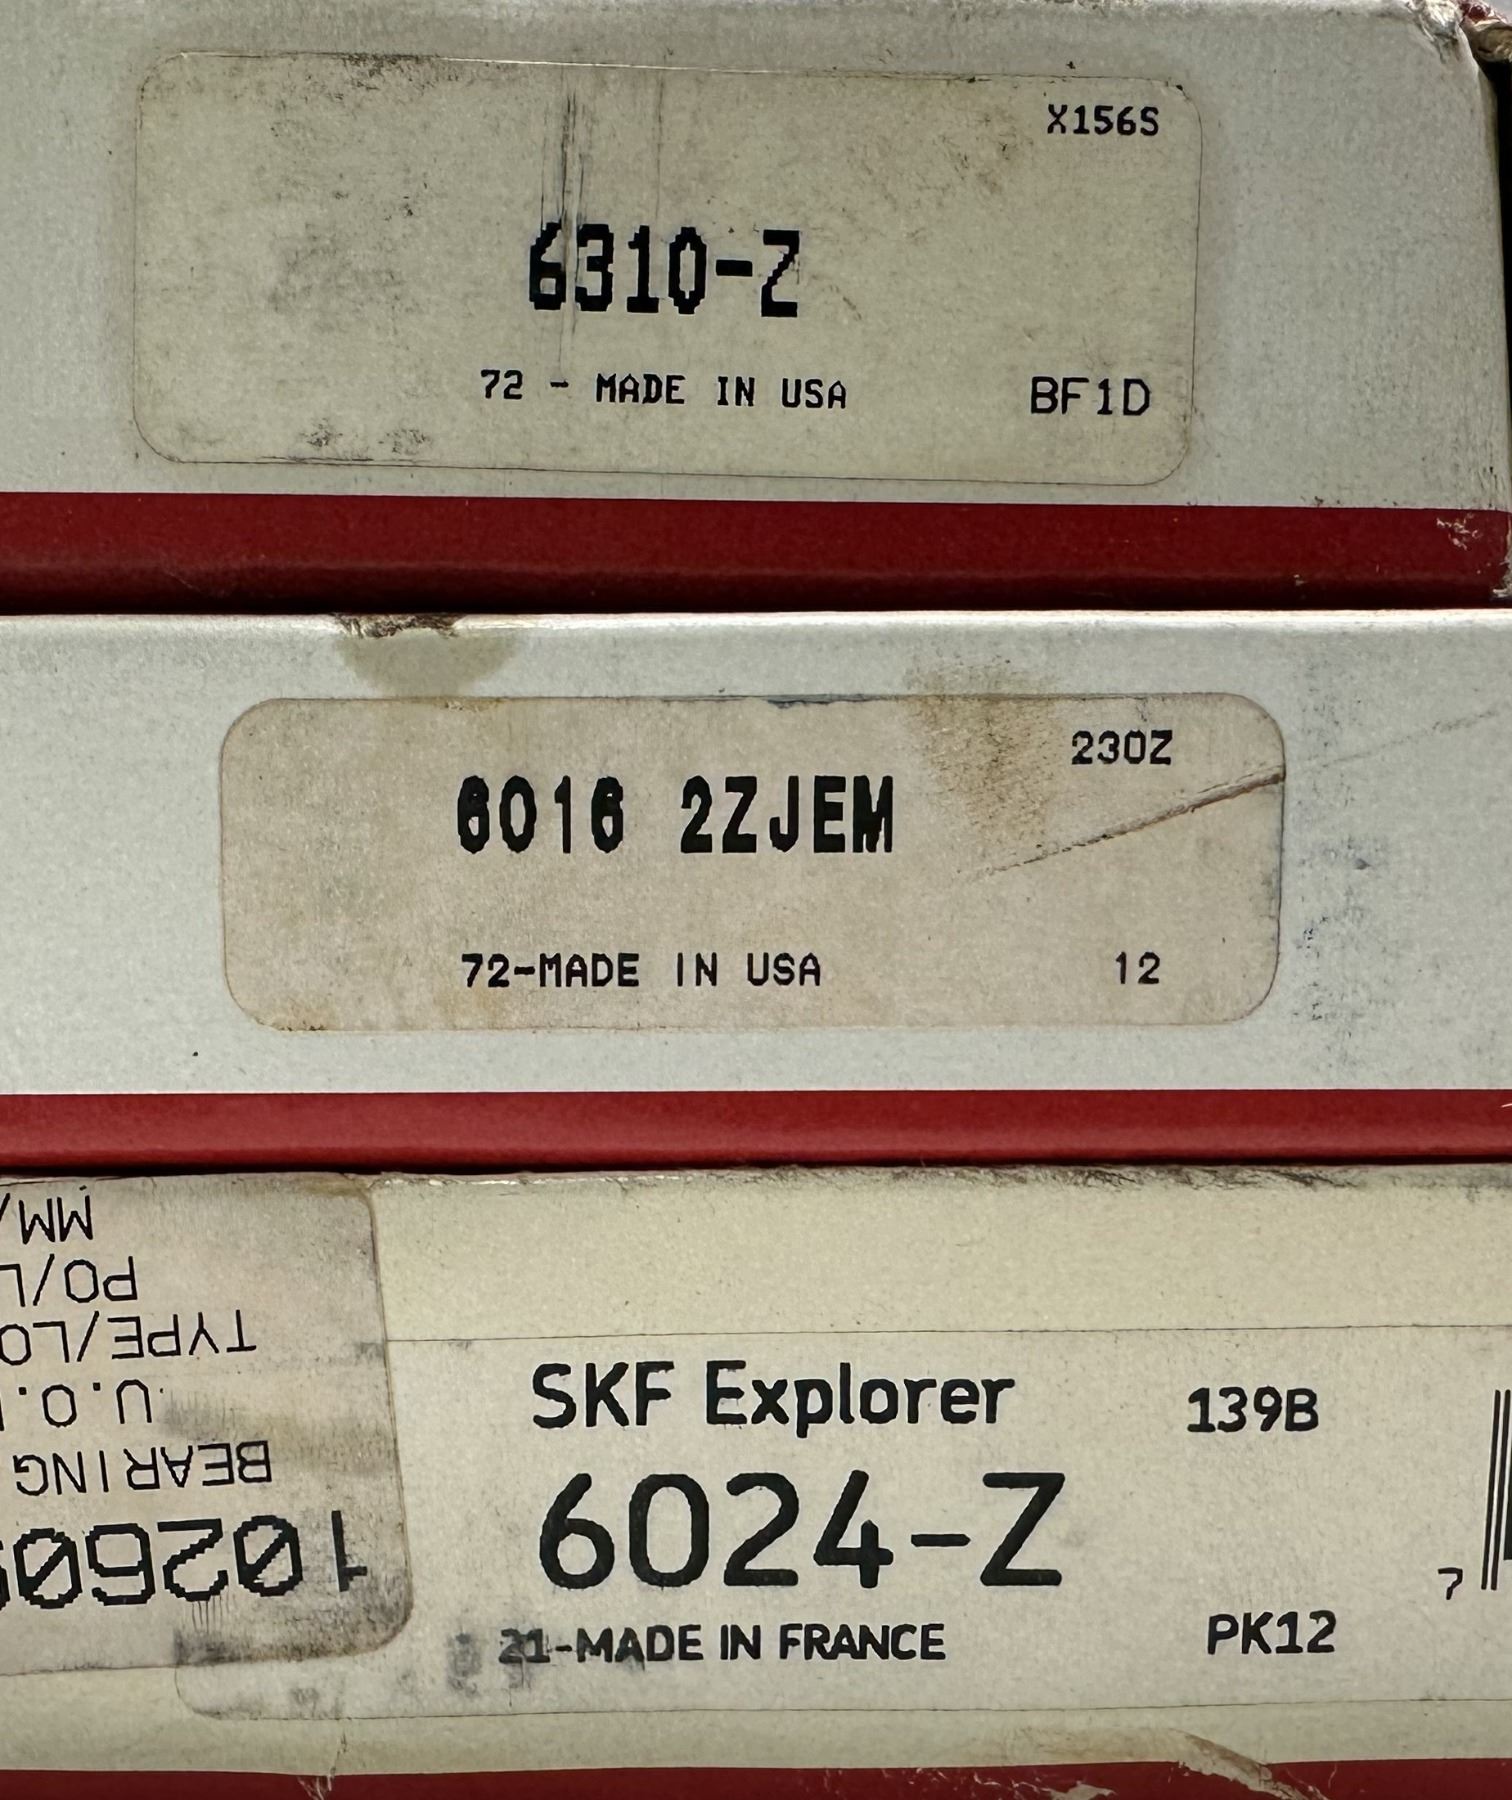 X156S
6310-Z
72 - MADE IN USA BF1D
230Z
6016 2ZJEM
72-MADE IN USA 12
MM/
PO/L
TYPE/LO
U.O.
BEARING
10260
SKF Explorer 139B
6024-Z
7
21-MADE IN FRANCE PK12